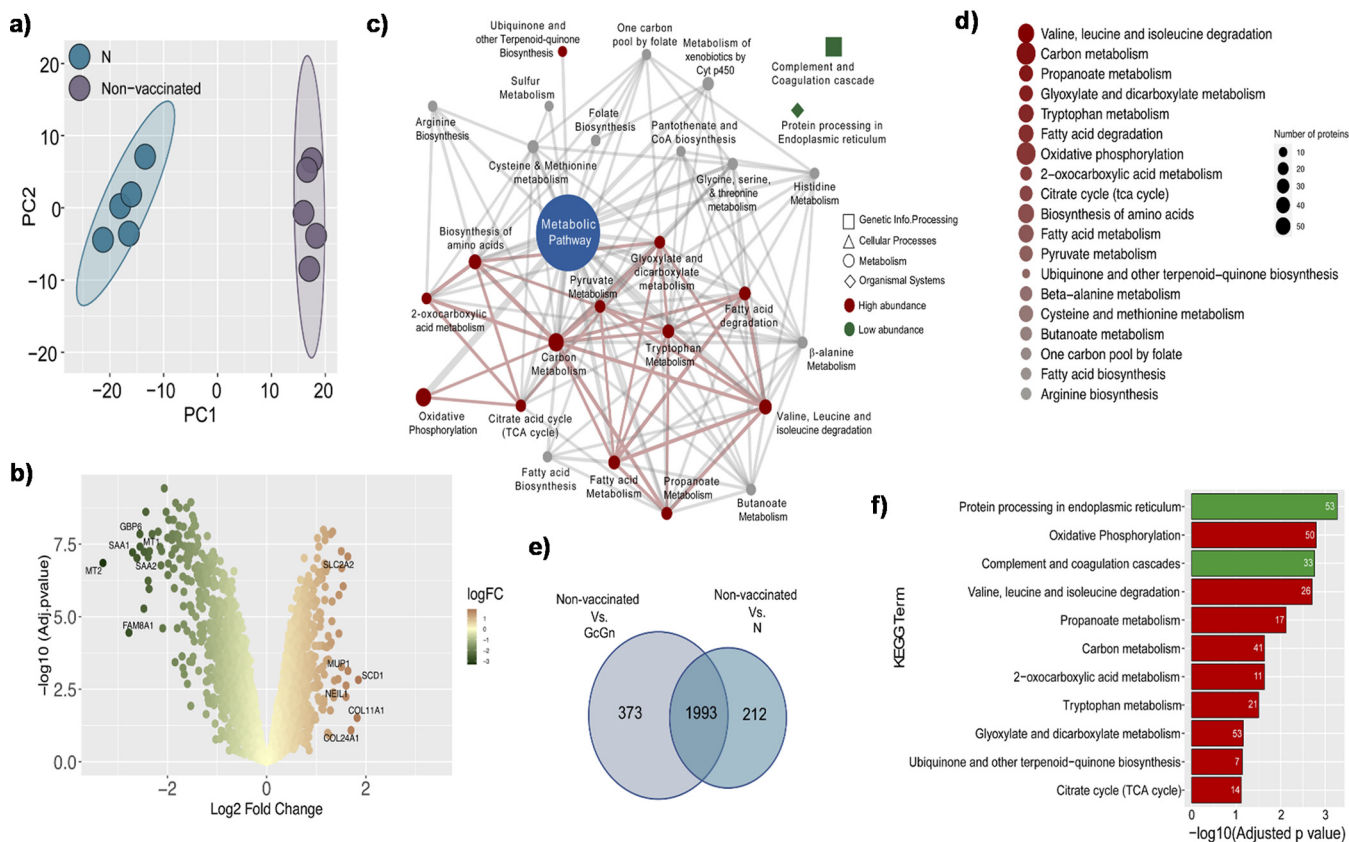 a)
N
Non-vaccinated
20
10
0
−10
−20
PC2
−20
−10
0
10
20
PC1
b)
GBP6
SAA1
MT1
SAA2
MT2
FAM8A1
SLC2A2
MUP1
SCD1
NEIL1
COL11A1
COL24A1
7.5
5.0
2.5
0.0
−log10 (Adj.pvalue)
−2
0
2
Log2 Fold Change
logFC
1
0
−1
−2
−3
c)
Ubiquinone and
other Terpenoid-quinone
Biosynthesis
One carbon
pool by folate
Metabolism of
xenobiotics by
Cyt p450
Complement and
Coagulation cascade
Sulfur
Metabolism
Arginine
Biosynthesis
Folate
Biosynthesis
Pantothenate and
CoA biosynthesis
Protein processing in
Endoplasmic reticulum
Cysteine & Methionine
metabolism
Glycine, serine,
& threonine
metabolism
Histidine
Metabolism
Metabolic
Pathway
Biosynthesis of
amino acids
Glyoxylate and
dicarboxylate
metabolism
Pyruvate
Metabolism
2-oxocarboxylic
acid metabolism
Fatty acid
degradation
Carbon
Metabolism
Tryptophan
Metabolism
β-alanine
Metabolism
Oxidative
Phosphorylation
Citrate acid cycle
(TCA cycle)
Valine, Leucine and
isoleucine degradation
Fatty acid
Biosynthesis
Fatty acid
Metabolism
Propanoate
Metabolism
Butanoate
Metabolism
Genetic Info.Processing
Cellular Processes
Metabolism
Organismal Systems
High abundance
Low abundance
d)
Valine, leucine and isoleucine degradation
Carbon metabolism
Propanoate metabolism
Glyoxylate and dicarboxylate metabolism
Tryptophan metabolism
Fatty acid degradation
Oxidative phosphorylation
2−oxocarboxylic acid metabolism
Citrate cycle (tca cycle)
Biosynthesis of amino acids
Fatty acid metabolism
Pyruvate metabolism
Ubiquinone and other terpenoid−quinone biosynthesis
Beta−alanine metabolism
Cysteine and methionine metabolism
Butanoate metabolism
One carbon pool by folate
Fatty acid biosynthesis
Arginine biosynthesis
Number of proteins
10
20
30
40
50
e)
Non-vaccinated
Vs.
GcGn
Non-vaccinated
Vs.
N
373
1993
212
f)
KEGG Term
Protein processing in endoplasmic reticulum
53
Oxidative Phosphorylation
50
Complement and coagulation cascades
33
Valine, leucine and isoleucine degradation
26
Propanoate metabolism
17
Carbon metabolism
41
2−oxocarboxylic acid metabolism
11
Tryptophan metabolism
21
Glyoxylate and dicarboxylate metabolism
53
Ubiquinone and other terpenoid−quinone biosynthesis
7
Citrate cycle (TCA cycle)
14
0
1
2
3
−log10(Adjusted p value)